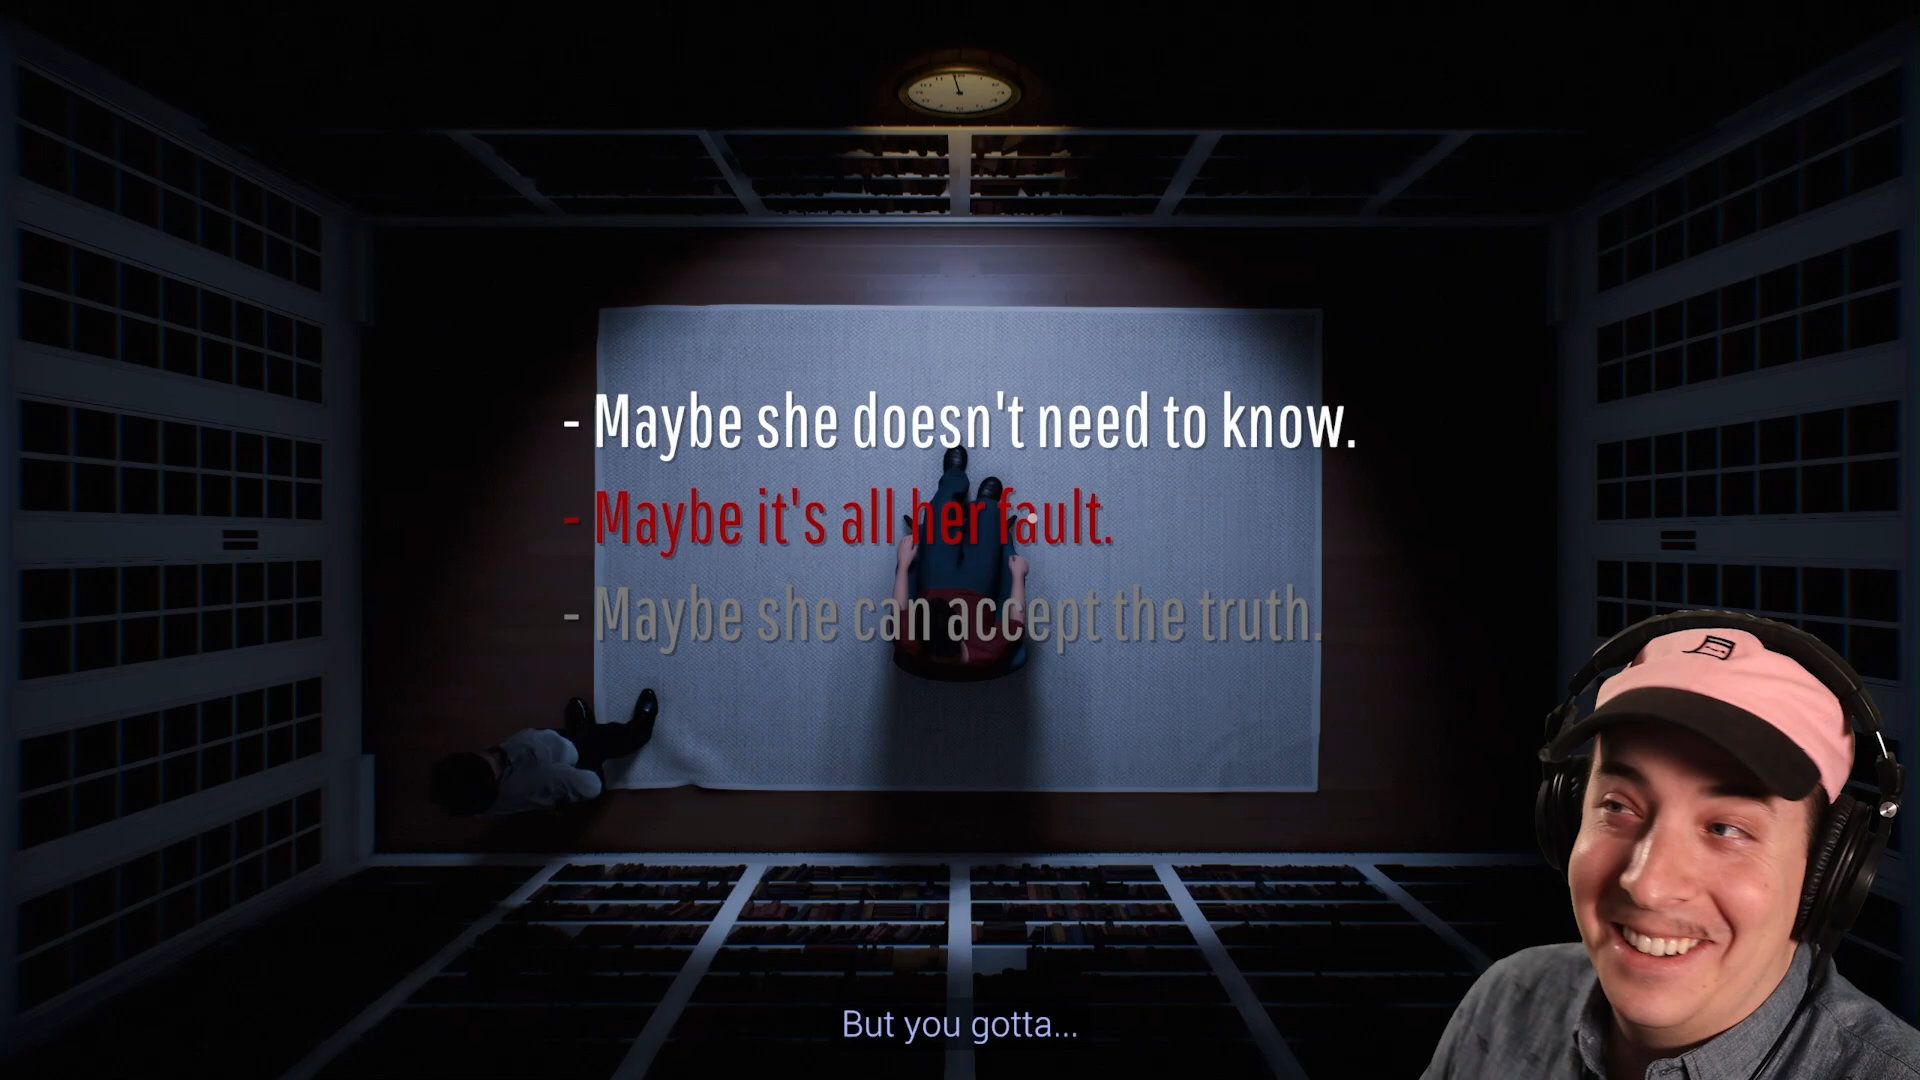 - Maybe she doesn't need to know.
- Maybe it's all her fault.
- Maybe she can accept the truth.
But you gotta...